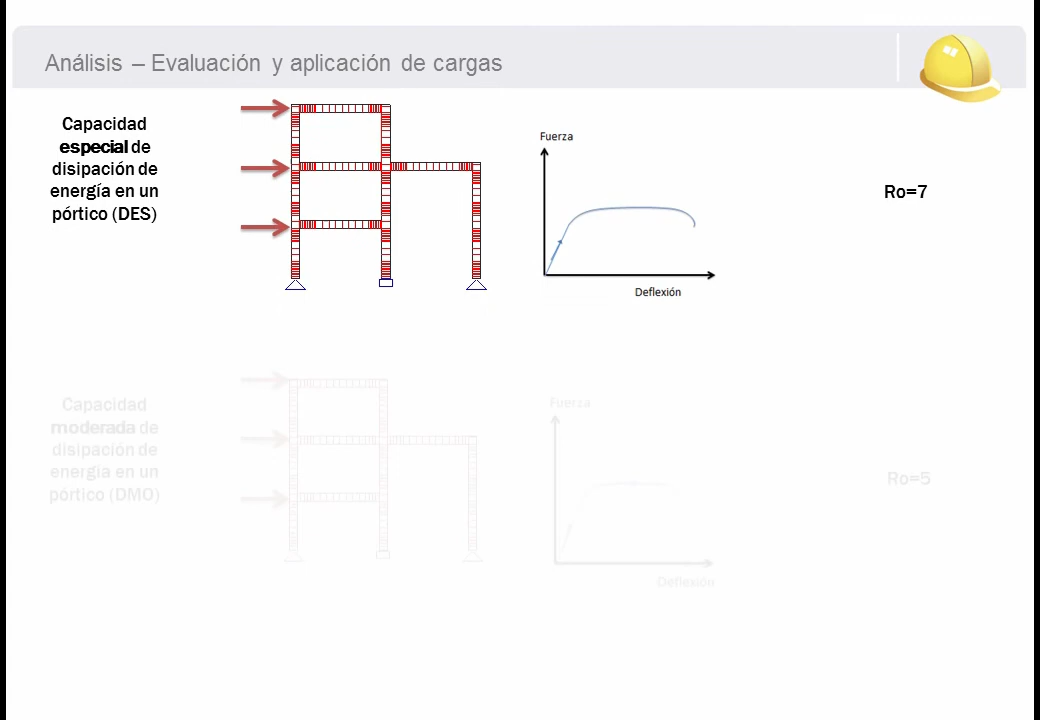 Análisis – Evaluación y aplicación de cargas
Capacidad
especial de
disipación de
energía en un
pórtico (DES)
Fuerza
Deflexión
Ro=7
Capacidad
moderada de
disipación de
energía en un
pórtico (DMO)
Fuerza
Deflexión
Ro=5